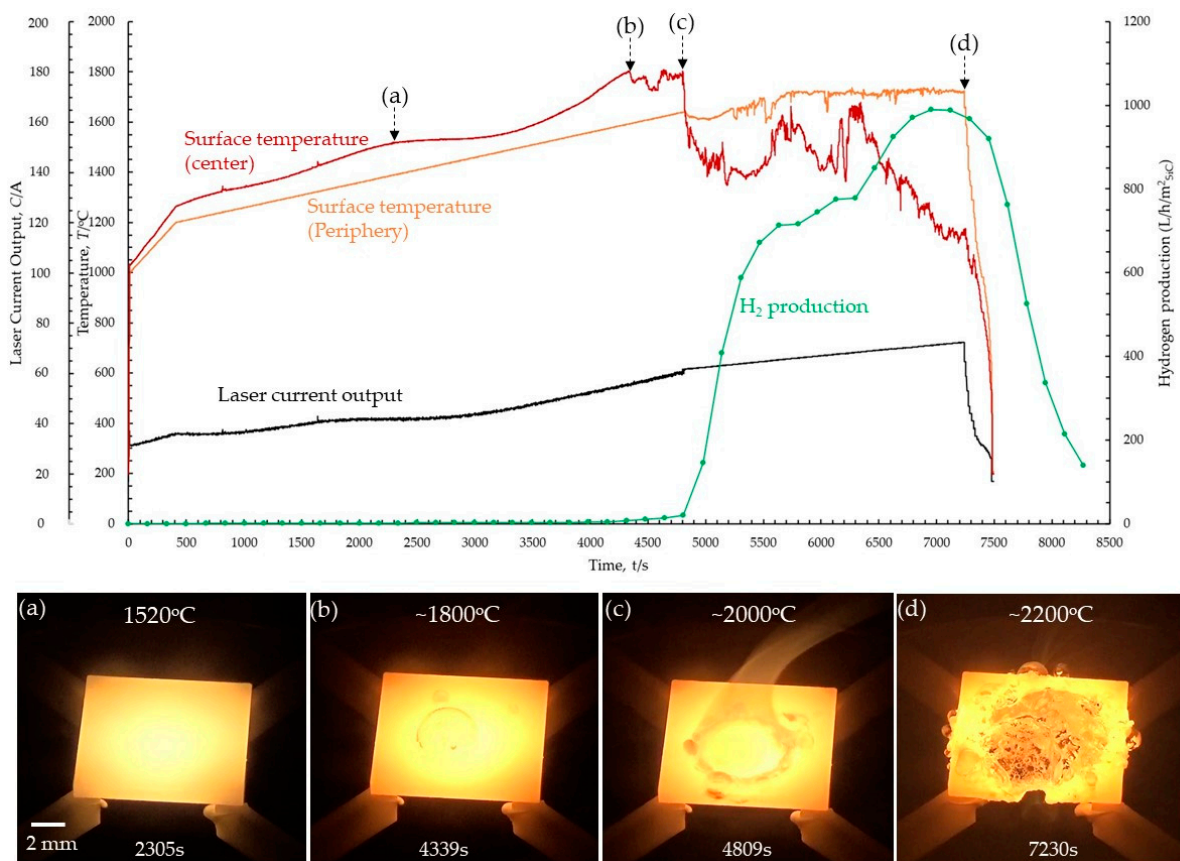 Laser Current Output, C/A
200
180
160
140
120
100
80
60
40
20
0
Temperature, T/°C
2000
1800
1600
1400
1200
1000
800
600
400
200
0
Hydrogen production (L/h/m²SiC)
1200
1000
800
600
400
200
0
(a)
(b)
(c)
(d)
Surface temperature
(center)
Surface temperature
(Periphery)
H₂ production
Laser current output
0 500 1000 1500 2000 2500 3000 3500 4000 4500 5000 5500 6000 6500 7000 7500 8000 8500
Time, t/s
(a) 1520°C
2 mm
2305s
(b) ~1800°C
4339s
(c) ~2000°C
4809s
(d) ~2200°C
7230s